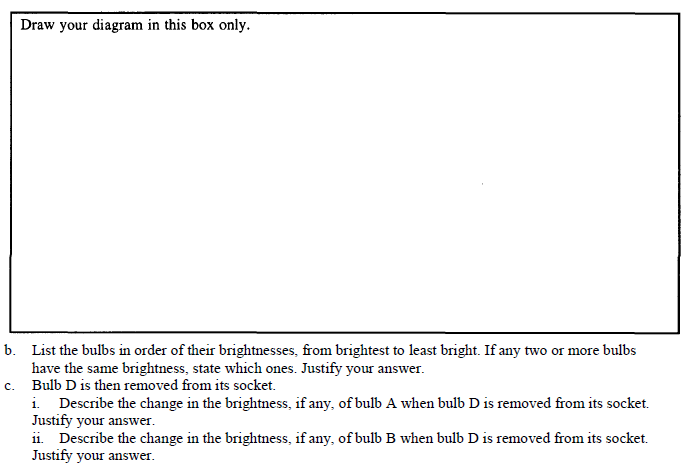 Draw your diagram in this box only.
b. List the bulbs in order of their brightnesses, from brightest to least bright. If any two or more bulbs
have the same brightness, state which ones. Justify your answer.
c. Bulb D is then removed from its socket.
i. Describe the change in the brightness, if any, of bulb A when bulb D is removed from its socket.
Justify your answer.
ii. Describe the change in the brightness, if any, of bulb B when bulb D is removed from its socket.
Justify your answer.